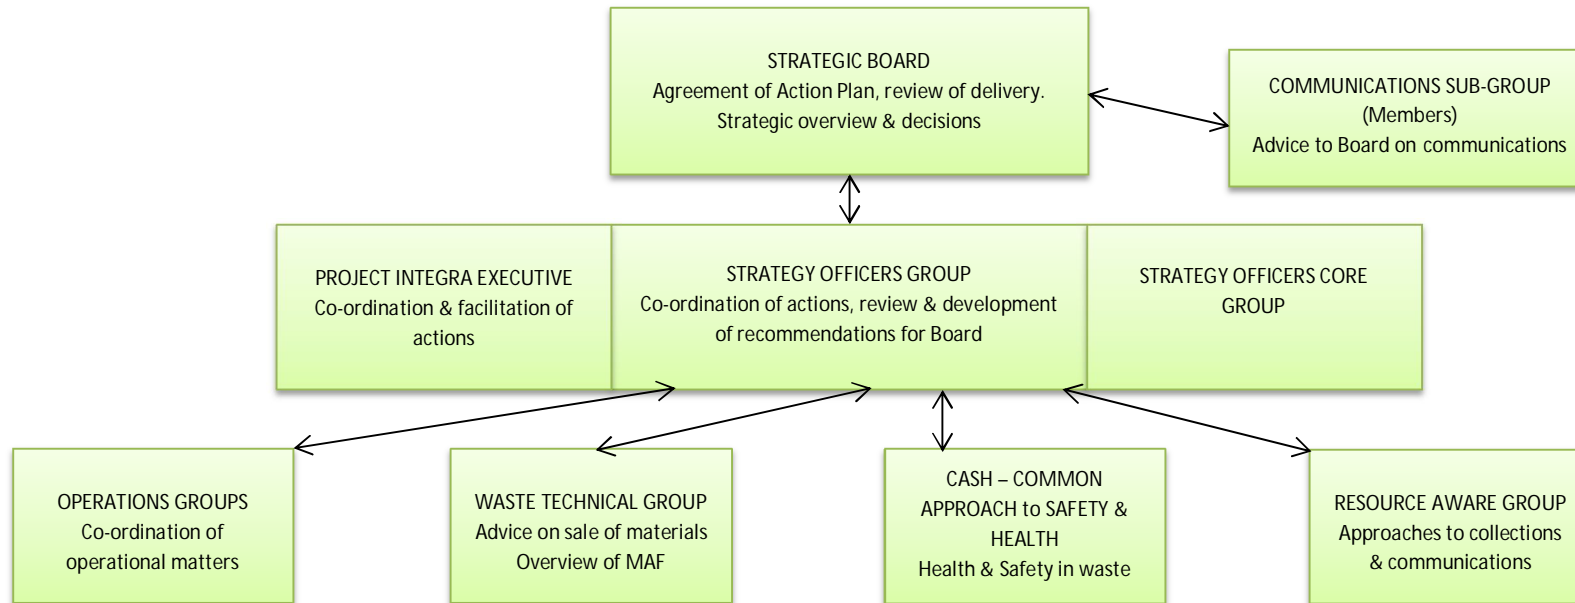 STRATEGIC BOARD
Agreement of Action Plan, review of delivery.
Strategic overview & decisions
COMMUNICATIONS SUB-GROUP
(Members)
Advice to Board on communications
PROJECT INTEGRA EXECUTIVE
Co-ordination & facilitation of
actions
STRATEGY OFFICERS GROUP
Co-ordination of actions, review & development
of recommendations for Board
STRATEGY OFFICERS CORE
GROUP
OPERATIONS GROUPS
Co-ordination of
operational matters
WASTE TECHNICAL GROUP
Advice on sale of materials
Overview of MAF
CASH – COMMON
APPROACH to SAFETY &
HEALTH
Health & Safety in waste
RESOURCE AWARE GROUP
Approaches to collections
& communications